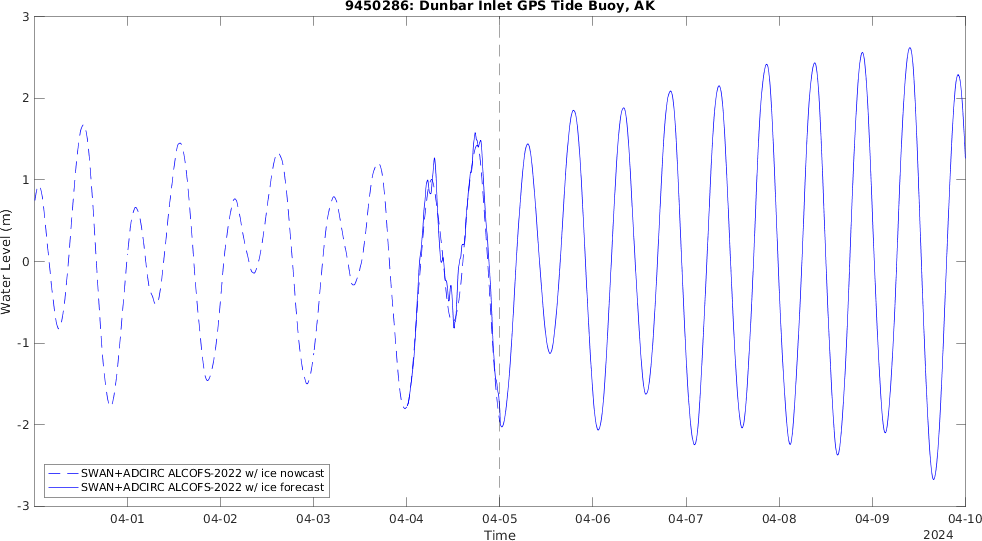 9450286: Dunbar Inlet GPS Tide Buoy, AK
3
2
1
0
-1
-2
-3
Water Level (m)
SWAN+ADCIRC ALCOFS-2022 w/ ice nowcast
SWAN+ADCIRC ALCOFS-2022 w/ ice forecast
04-01 04-02 04-03 04-04 04-05 04-06 04-07 04-08 04-09 04-10
Time
2024